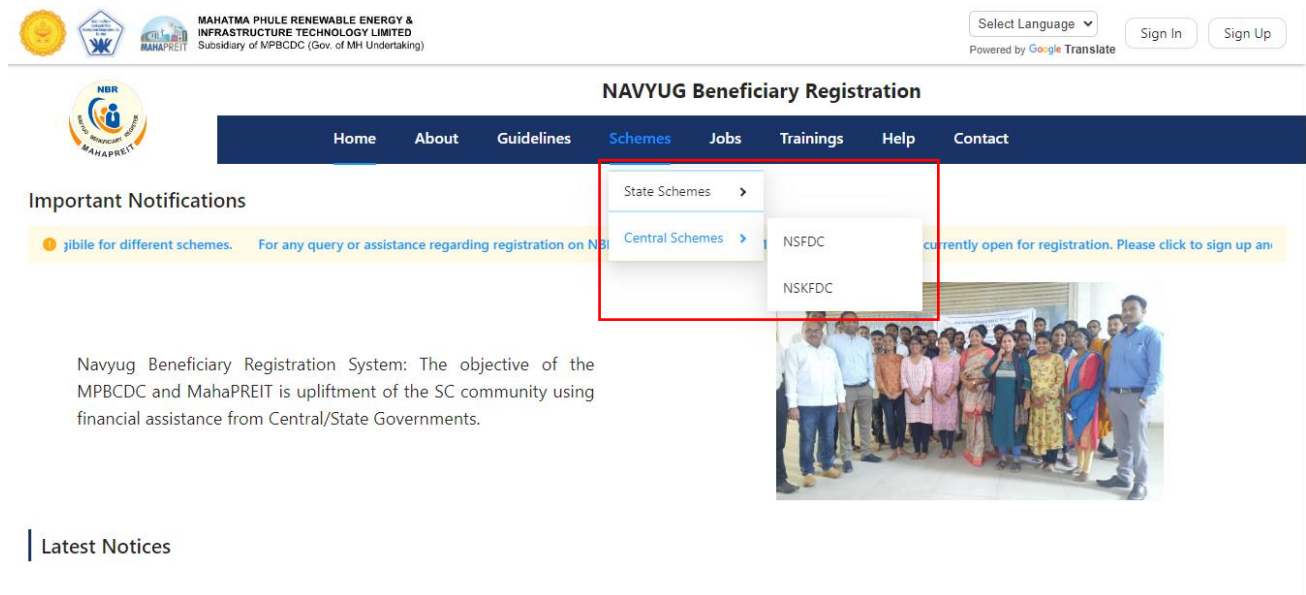 MAHATMA PHULE RENEWABLE ENERGY &
INFRASTRUCTURE TECHNOLOGY LIMITED
Subsidiary of MPBCDC (Gov. of MH Undertaking)
MAHAPREIT
Select Language
Powered by Google Translate
Sign In
Sign Up
NBR
NAVYUG BENEFICIARY REGISTER
MAHAPREIT
NAVYUG Beneficiary Registration
Home About Guidelines Schemes Jobs Trainings Help Contact
State Schemes
Central Schemes
NSFDC
NSKFDC
Important Notifications
gibile for different schemes. For any query or assistance regarding registration on currently open for registration. Please click to sign up
Navyug Beneficiary Registration System: The objective of the
MPBCDC and MahaPREIT is upliftment of the SC community using
financial assistance from Central/State Governments.
Latest Notices